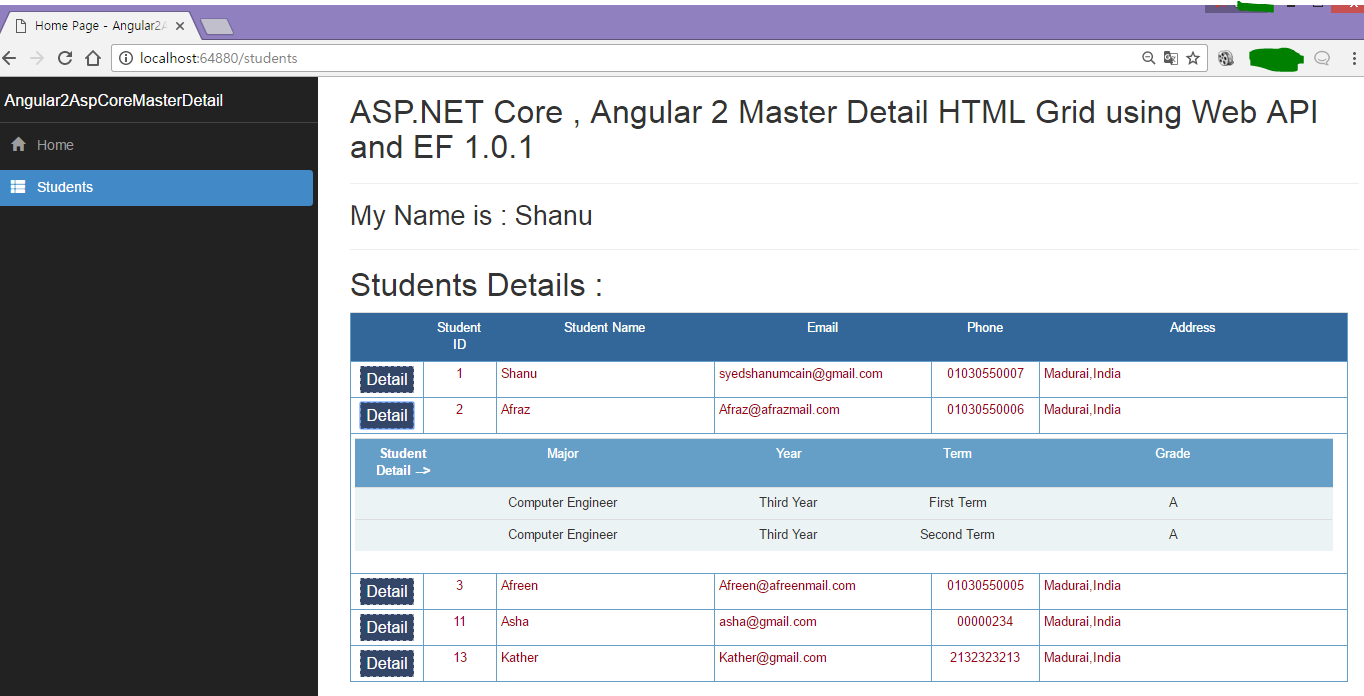 Home Page - Angular2A
localhost:64880/students
Angular2AspCoreMasterDetail
Home
Students
ASP.NET Core , Angular 2 Master Detail HTML Grid using Web API
and EF 1.0.1
My Name is : Shanu
Students Details :
Student ID Student Name Email Phone Address
Detail 1 Shanu syedshanumcain@gmail.com 01030550007 Madurai,India
Detail 2 Afraz Afraz@afrazmail.com 01030550006 Madurai,India
Student Detail --> Major Year Term Grade
Computer Engineer Third Year First Term A
Computer Engineer Third Year Second Term A
Detail 3 Afreen Afreen@afreenmail.com 01030550005 Madurai,India
Detail 11 Asha asha@gmail.com 00000234 Madurai,India
Detail 13 Kather Kather@gmail.com 2132323213 Madurai,India